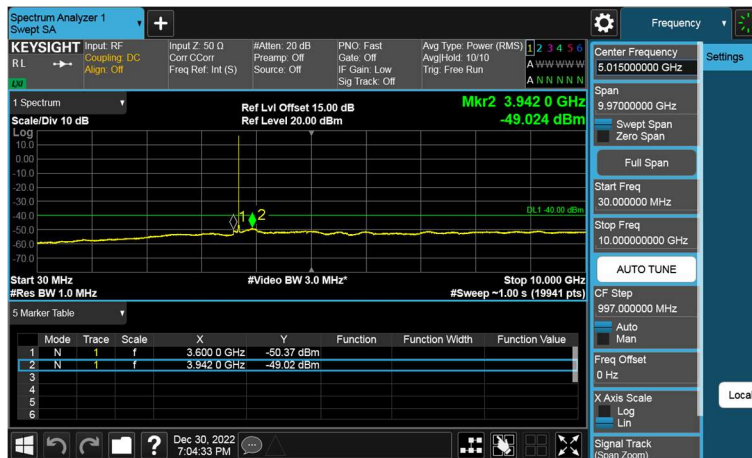 Spectrum Analyzer 1
Swept SA
+
Frequency
KEYSIGHT
RL
LXI
Input: RF
Coupling: DC
Align: Off
Input Z: 50 Ω
Corr CCorr
Freq Ref: Int (S)
#Atten: 20 dB
Preamp: Off
Source: Off
PNO: Fast
Gate: Off
IF Gain: Low
Sig Track: Off
Avg Type: Power (RMS)
Avg|Hold: 10/10
Trig: Free Run
1 2 3 4 5 6
A W W W W W
A N N N N N
1 Spectrum
Scale/Div 10 dB
Ref Lvl Offset 15.00 dB
Ref Level 20.00 dBm
Mkr2 3.942 0 GHz
-49.024 dBm
Log
10.0
0.00
-10.0
-20.0
-30.0
-40.0
-50.0
-60.0
-70.0
1
2
DL1 -40.00 dBm
Start 30 MHz
#Res BW 1.0 MHz
#Video BW 3.0 MHz*
Stop 10.000 GHz
#Sweep ~1.00 s (19941 pts)
5 Marker Table
Mode Trace Scale X Y Function Function Width Function Value
1 N 1 f 3.600 0 GHz -50.37 dBm
2 N 1 f 3.942 0 GHz -49.02 dBm
3
4
5
6
Dec 30, 2022
7:04:33 PM
?
Center Frequency
5.015000000 GHz
Settings
Span
9.97000000 GHz
Swept Span
Zero Span
Full Span
Start Freq
30.000000 MHz
Stop Freq
10.000000000 GHz
AUTO TUNE
CF Step
997.000000 MHz
Auto
Man
Freq Offset
0 Hz
X Axis Scale
Log
Lin
Local
Signal Track
(Span Zoom)